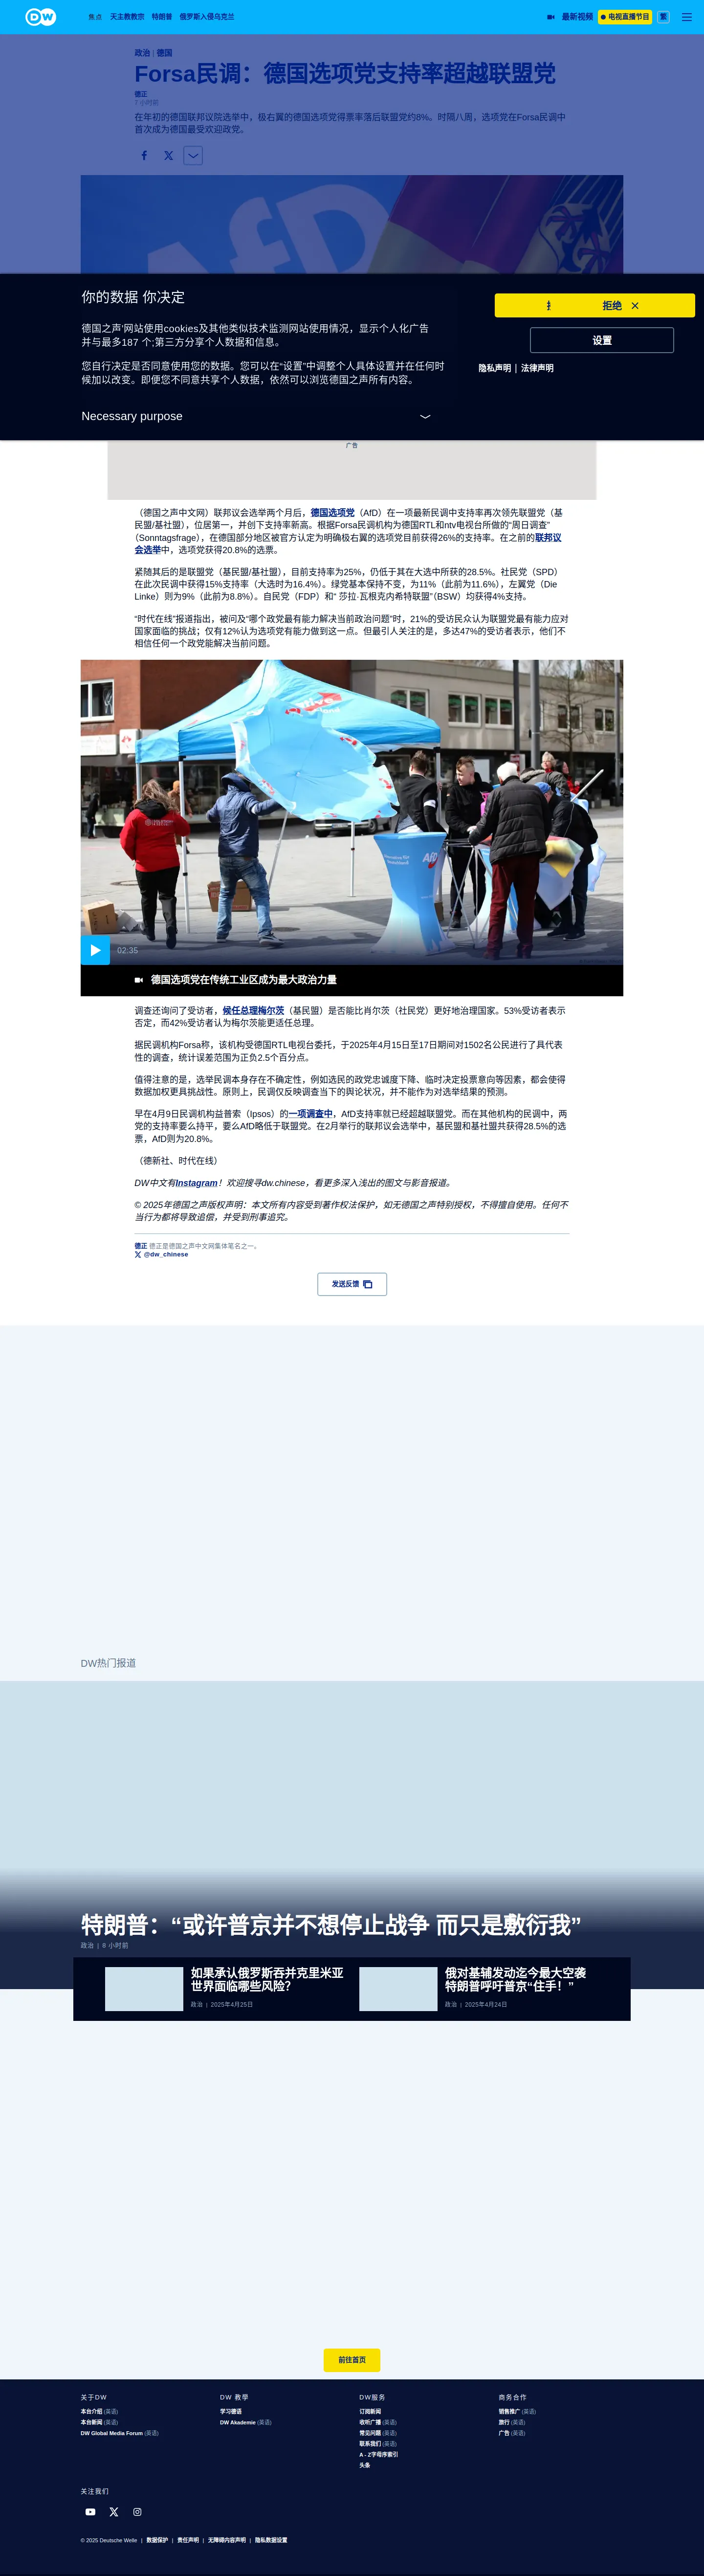 DW
焦点 天主教教宗 特朗普 俄罗斯入侵乌克兰
最新视频 电视直播节目 繁
政治 | 德国
Forsa民调：德国选项党支持率超越联盟党
德正
7 小时前
在年初的德国联邦议院选举中，极右翼的德国选项党得票率落后联盟党约8%。时隔八周，选项党在Forsa民调中
首次成为德国最受欢迎政党。
AfD
你的数据 你决定
德国之声'网站使用cookies及其他类似技术监测网站使用情况，显示个人化广告
并与最多187 个;第三方分享个人数据和信息。
您自行决定是否同意使用您的数据。您可以在"设置"中调整个人具体设置并在任何时
候加以改变。即便您不同意共享个人数据，依然可以浏览德国之声所有内容。
Necessary purpose
拒绝
设置
隐私声明 | 法律声明
广告
（德国之声中文网）联邦议会选举两个月后，德国选项党（AfD）在一项最新民调中支持率再次领先联盟党（基
民盟/基社盟），位居第一，并创下支持率新高。根据Forsa民调机构为德国RTL和ntv电视台所做的“周日调查”
（Sonntagsfrage），在德国部分地区被官方认定为明确极右翼的选项党目前获得26%的支持率。在之前的联邦议
会选举中，选项党获得20.8%的选票。
紧随其后的是联盟党（基民盟/基社盟），目前支持率为25%，仍低于其在大选中所获的28.5%。社民党（SPD）
在此次民调中获得15%支持率（大选时为16.4%）。绿党基本保持不变，为11%（此前为11.6%），左翼党（Die
Linke）则为9%（此前为8.8%）。自民党（FDP）和“ 莎拉·瓦根克内希特联盟”（BSW）均获得4%支持。
“时代在线”报道指出，被问及“哪个政党最有能力解决当前政治问题”时，21%的受访民众认为联盟党最有能力应对
国家面临的挑战；仅有12%认为选项党有能力做到这一点。但最引人关注的是，多达47%的受访者表示，他们不
相信任何一个政党能解决当前问题。
AfD
02:35
德国选项党在传统工业区成为最大政治力量
调查还询问了受访者，候任总理梅尔茨（基民盟）是否能比肖尔茨（社民党）更好地治理国家。53%受访者表示
否定，而42%受访者认为梅尔茨能更适任总理。
据民调机构Forsa称，该机构受德国RTL电视台委托，于2025年4月15日至17日期间对1502名公民进行了具代表
性的调查，统计误差范围为正负2.5个百分点。
值得注意的是，选举民调本身存在不确定性，例如选民的政党忠诚度下降、临时决定投票意向等因素，都会使得
数据加权更具挑战性。原则上，民调仅反映调查当下的舆论状况，并不能作为对选举结果的预测。
早在4月9日民调机构益普索（Ipsos）的一项调查中，AfD支持率就已经超越联盟党。而在其他机构的民调中，两
党的支持率要么持平，要么AfD略低于联盟党。在2月举行的联邦议会选举中，基民盟和基社盟共获得28.5%的选
票，AfD则为20.8%。
（德新社、时代在线）
DW中文有Instagram！欢迎搜寻dw.chinese，看更多深入浅出的图文与影音报道。
© 2025年德国之声版权声明：本文所有内容受到著作权法保护，如无德国之声特别授权，不得擅自使用。任何不
当行为都将导致追偿，并受到刑事追究。
德正 德正是德国之声中文网集体笔名之一。
@dw_chinese
发送反馈
DW热门报道
特朗普：“或许普京并不想停止战争 而只是敷衍我”
政治 | 8 小时前
如果承认俄罗斯吞并克里米亚
世界面临哪些风险？
政治 | 2025年4月25日
俄对基辅发动迄今最大空袭
特朗普呼吁普京“住手！”
政治 | 2025年4月24日
前往首页
关于DW
本台介绍 (英语)
本台新闻 (英语)
DW Global Media Forum (英语)
DW 教學
学习德语
DW Akademie (英语)
DW服务
订阅新闻
收听广播 (英语)
常见问题 (英语)
联系我们 (英语)
A - Z字母序索引
头条
商务合作
销售推广 (英语)
旅行 (英语)
广告 (英语)
关注我们
© 2025 Deutsche Welle | 数据保护 | 责任声明 | 无障碍内容声明 | 隐私数据设置